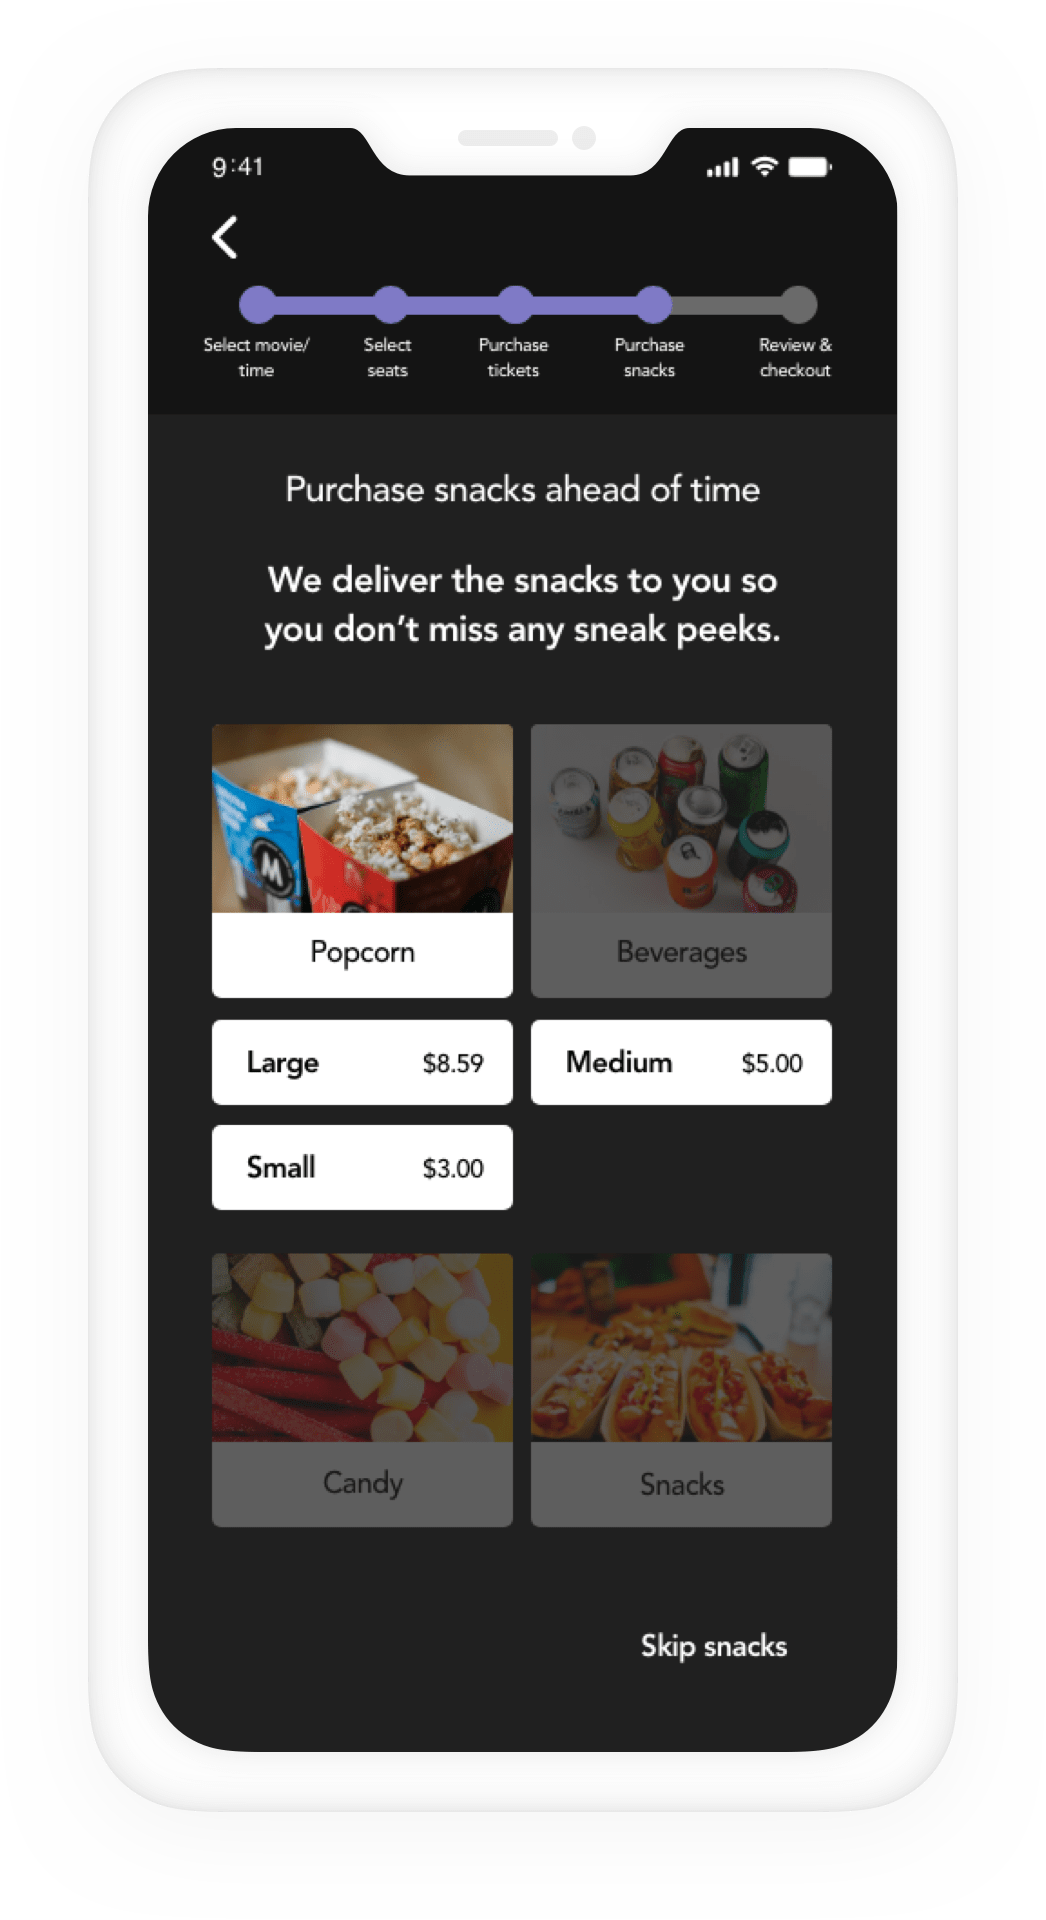 9:41
Select movie/
time
Select
seats
Purchase
tickets
Purchase
snacks
Review &
checkout
Purchase snacks ahead of time
We deliver the snacks to you so
you don’t miss any sneak peeks.
M
Popcorn
Beverages
Large $8.59
Medium $5.00
Small $3.00
Candy
Snacks
Skip snacks